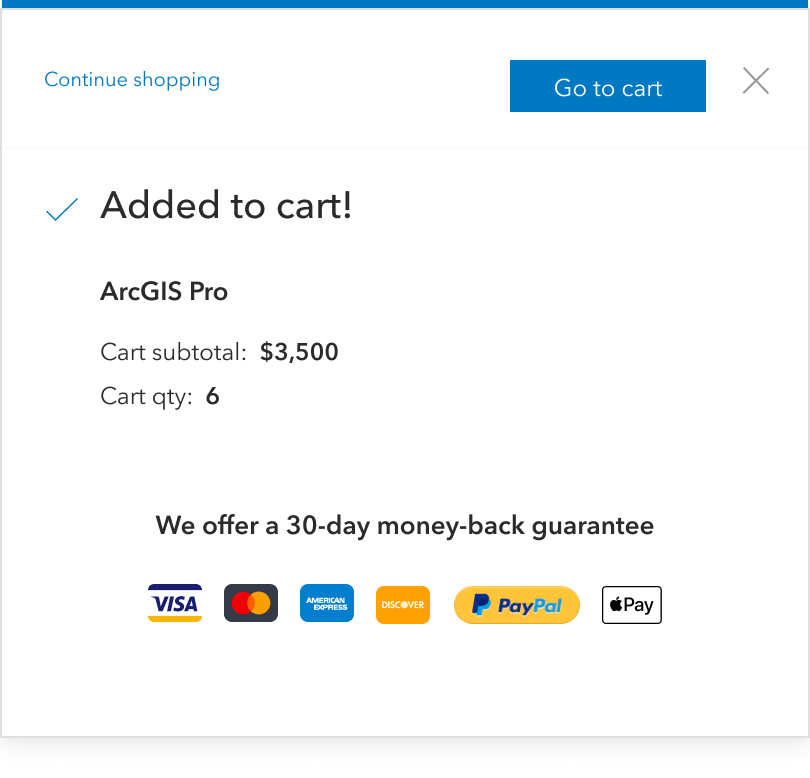 Continue shopping
Go to cart
Added to cart!
ArcGIS Pro
Cart subtotal: $3,500
Cart qty: 6
We offer a 30-day money-back guarantee
VISA
AMERICAN
EXPRESS
DISCOVER
PayPal
Pay